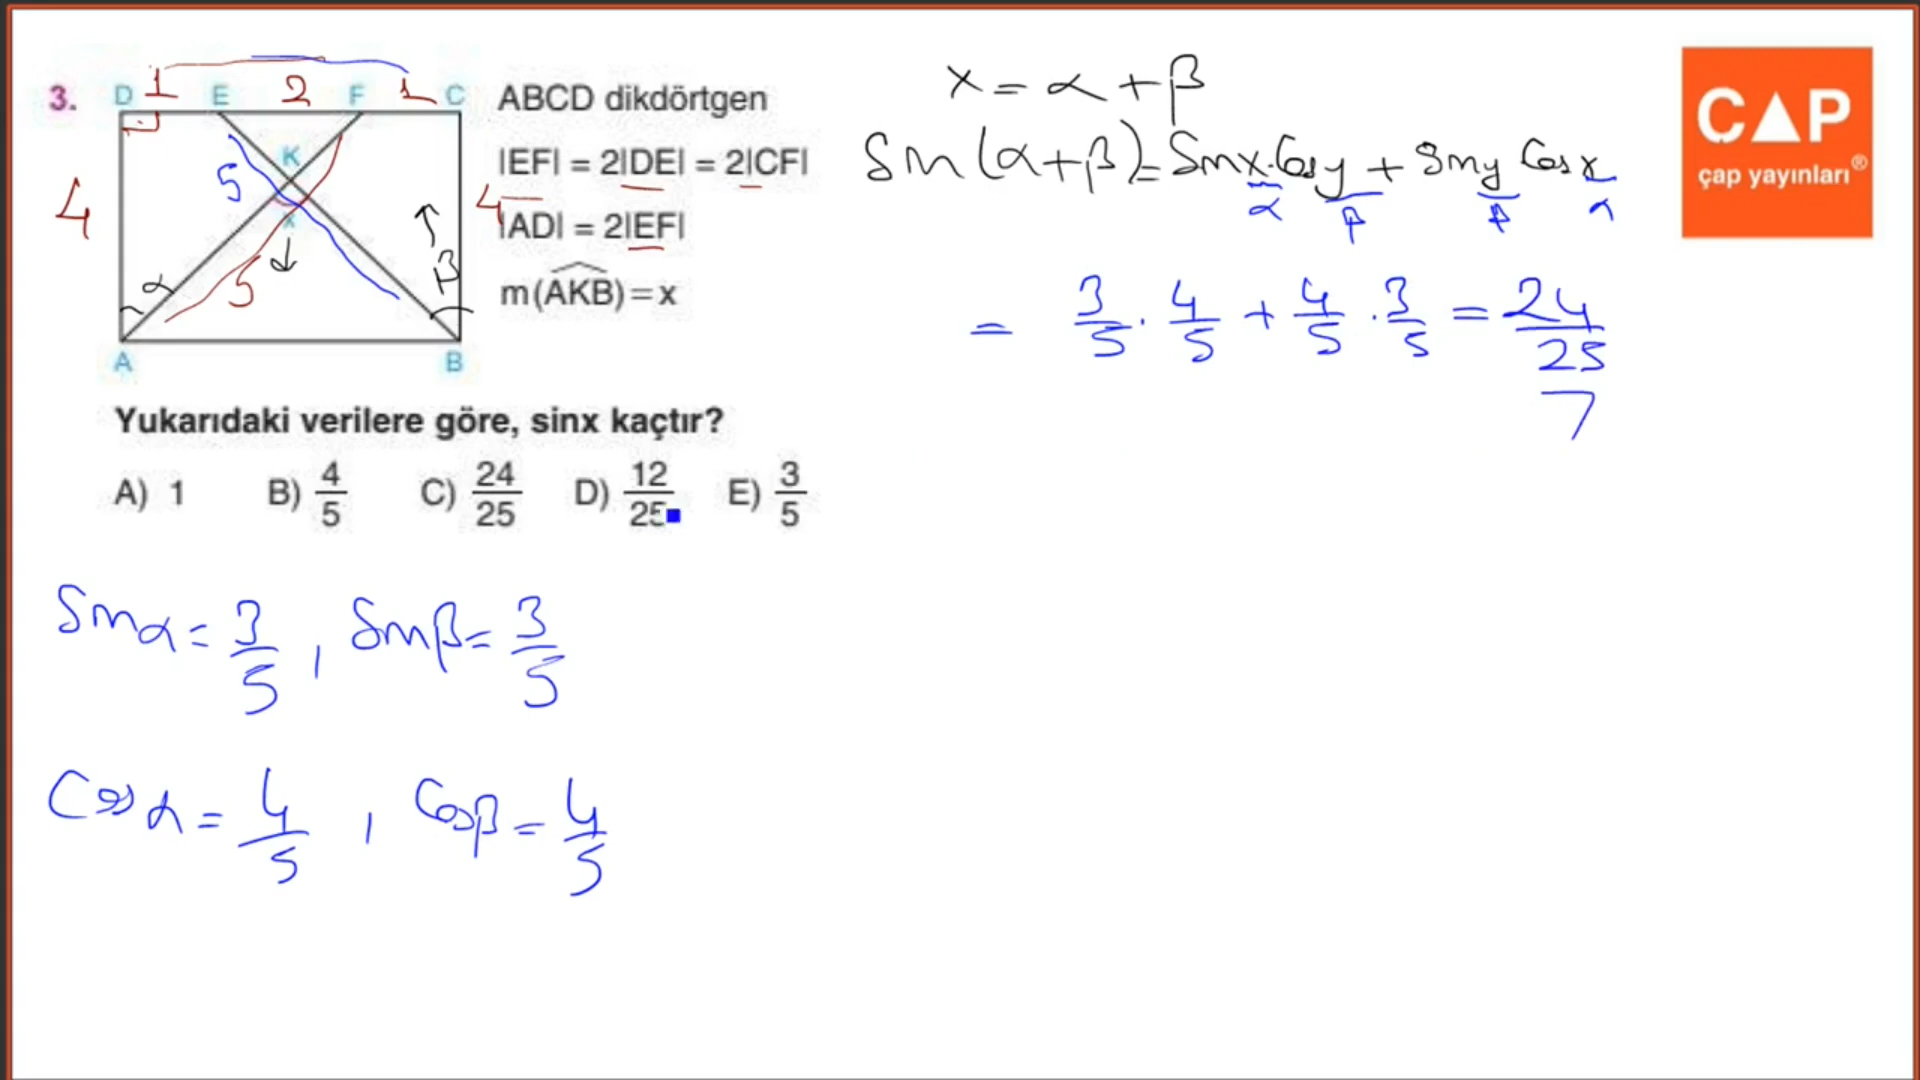 3.
D 1 E 2 F 1 C
K
5
x
4
4
α
5
β
A B
ABCD dikdörtgen
|EF| = 2|DE| = 2|CF|
|AD| = 2|EF|
m(AKB) = x
Yukarıdaki verilere göre, sinx kaçtır?
A) 1 B) 4/5 C) 24/25 D) 12/25 E) 3/5
Sinα = 3/5 , Sinβ = 3/5
Cosα = 4/5 , Cosβ = 4/5
x = α + β
Sin(α+β) = Sinx.Cosy + Siny Cosx
α β β α
= 3/5 . 4/5 + 4/5 . 3/5 = 24/25
7
CAP
çap yayınları®